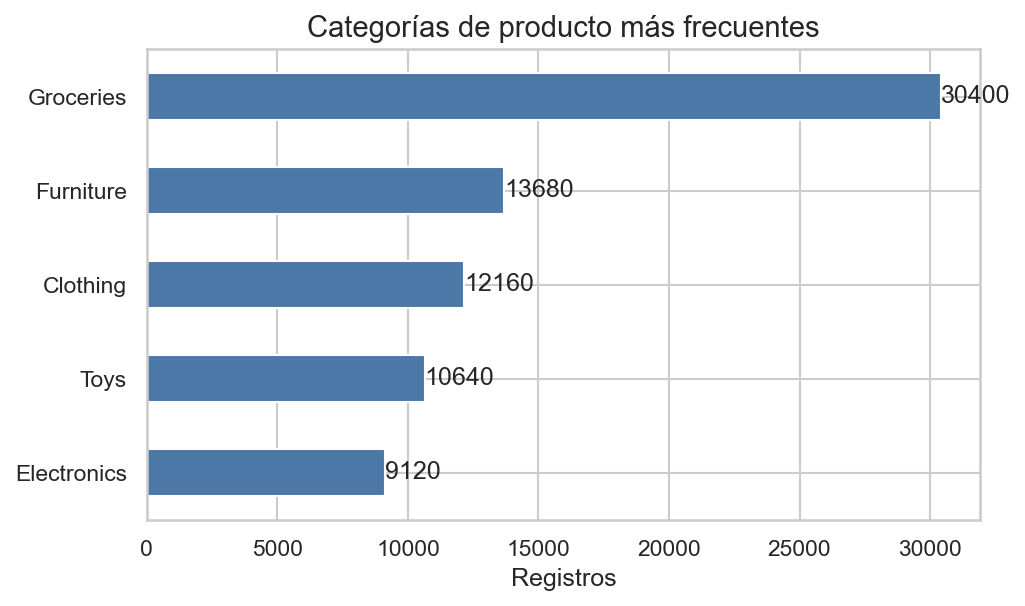 Categorías de producto más frecuentes
Groceries 30400
Furniture 13680
Clothing 12160
Toys 10640
Electronics 9120
0 5000 10000 15000 20000 25000 30000
Registros